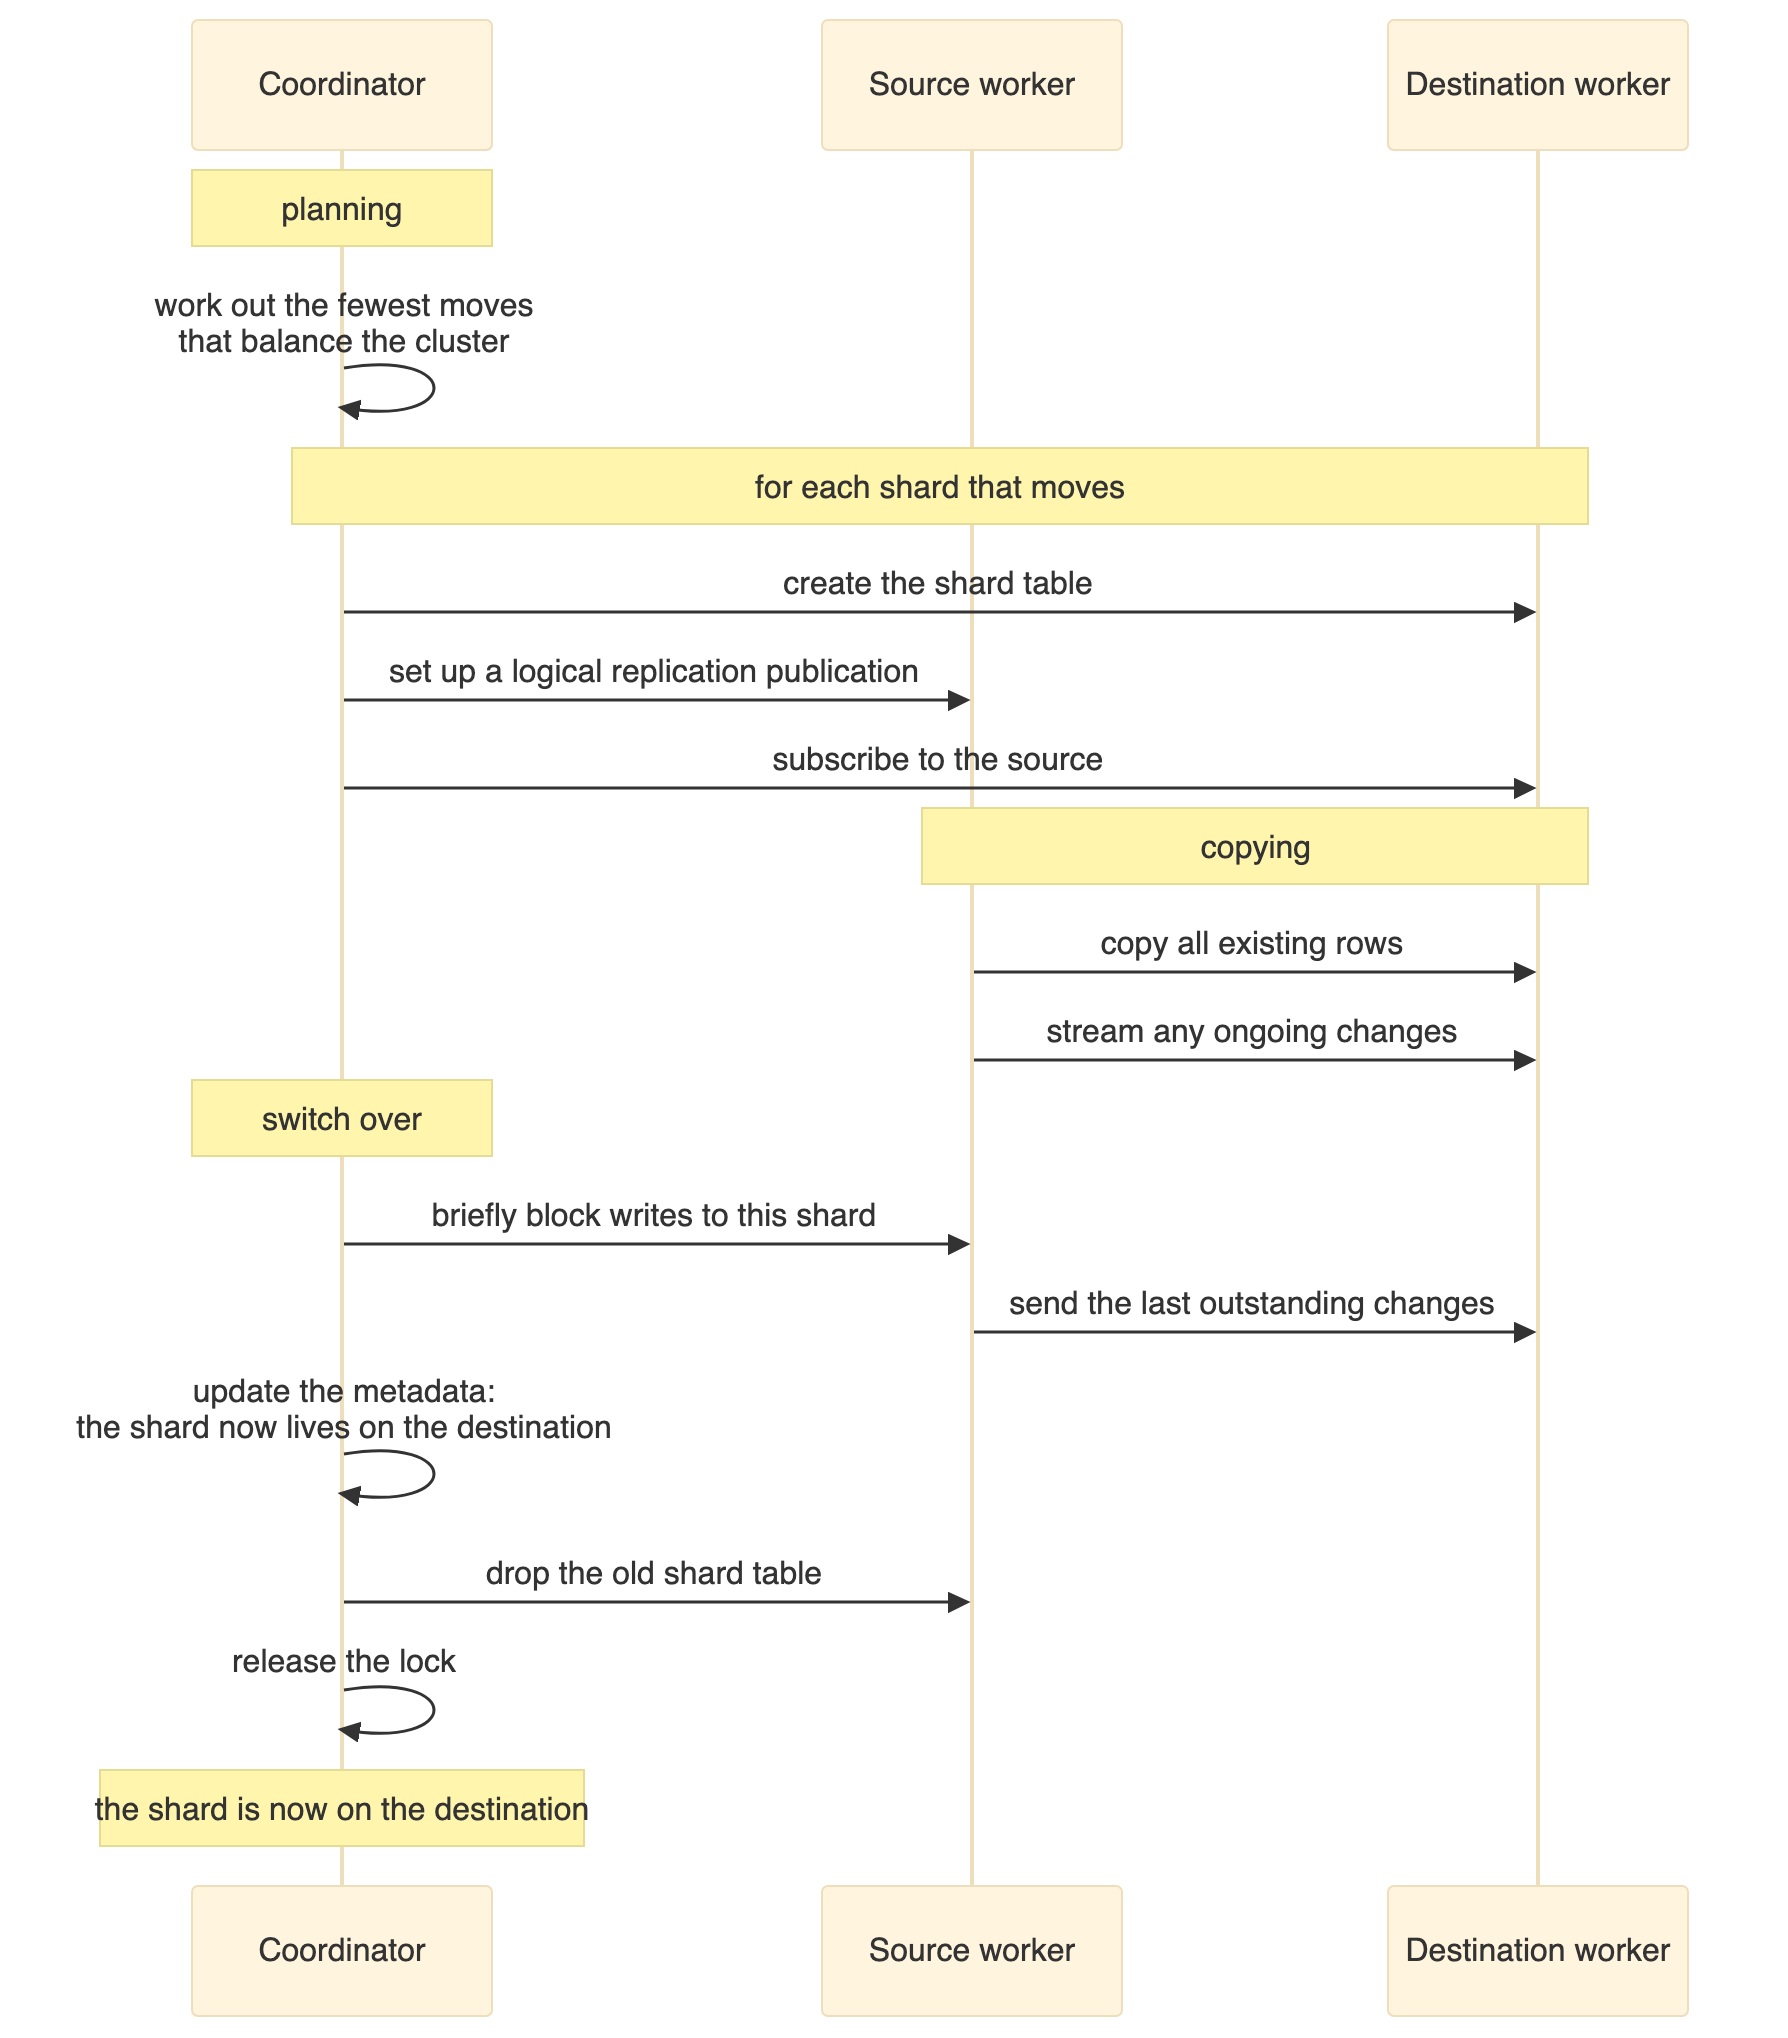 Coordinator
Source worker
Destination worker
planning
work out the fewest moves
that balance the cluster
for each shard that moves
create the shard table
set up a logical replication publication
subscribe to the source
copying
copy all existing rows
stream any ongoing changes
switch over
briefly block writes to this shard
send the last outstanding changes
update the metadata:
the shard now lives on the destination
drop the old shard table
release the lock
the shard is now on the destination
Coordinator
Source worker
Destination worker